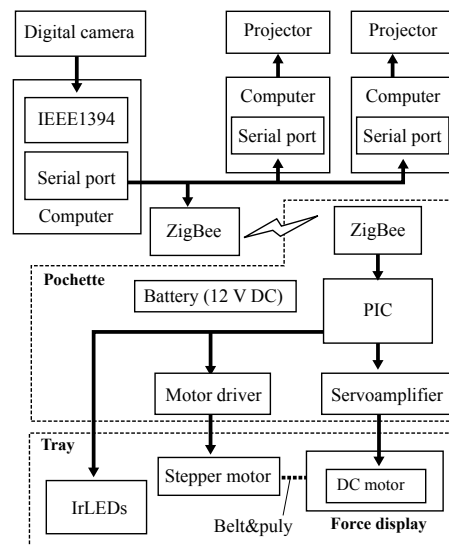 Digital camera
Projector
Projector
IEEE1394
Serial port
Computer
Computer
Serial port
Computer
Serial port
ZigBee
ZigBee
Pochette
Battery (12 V DC)
PIC
Motor driver
Servoamplifier
Tray
Stepper motor
DC motor
IrLEDs
Belt&puly
Force display